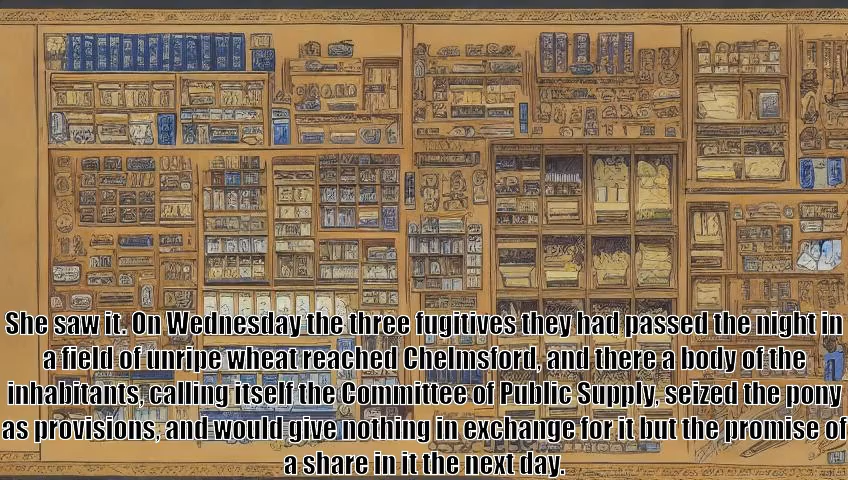 She saw it. On Wednesday the three fugitives they had passed the night in
a field of unripe wheat reached Chelmsford, and there a body of the
inhabitants, calling itself the Committee of Public Supply, seized the pony
as provisions, and would give nothing in exchange for it but the promise of
a share in it the next day.